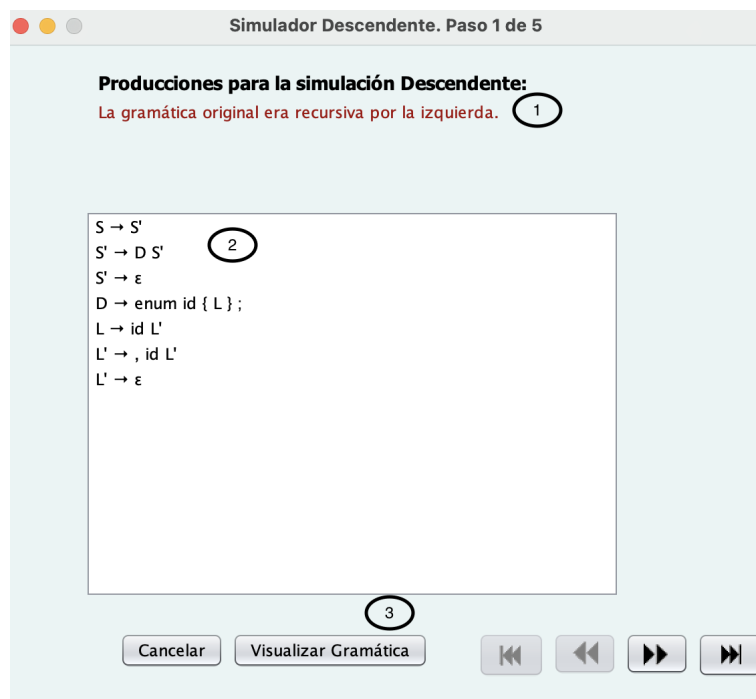 Simulador Descendente. Paso 1 de 5
Producciones para la simulación Descendente:
La gramática original era recursiva por la izquierda.
1
S → S'
2
S' → D S'
S' → ε
D → enum id { L } ;
L → id L'
L' → , id L'
L' → ε
3
Cancelar Visualizar Gramática